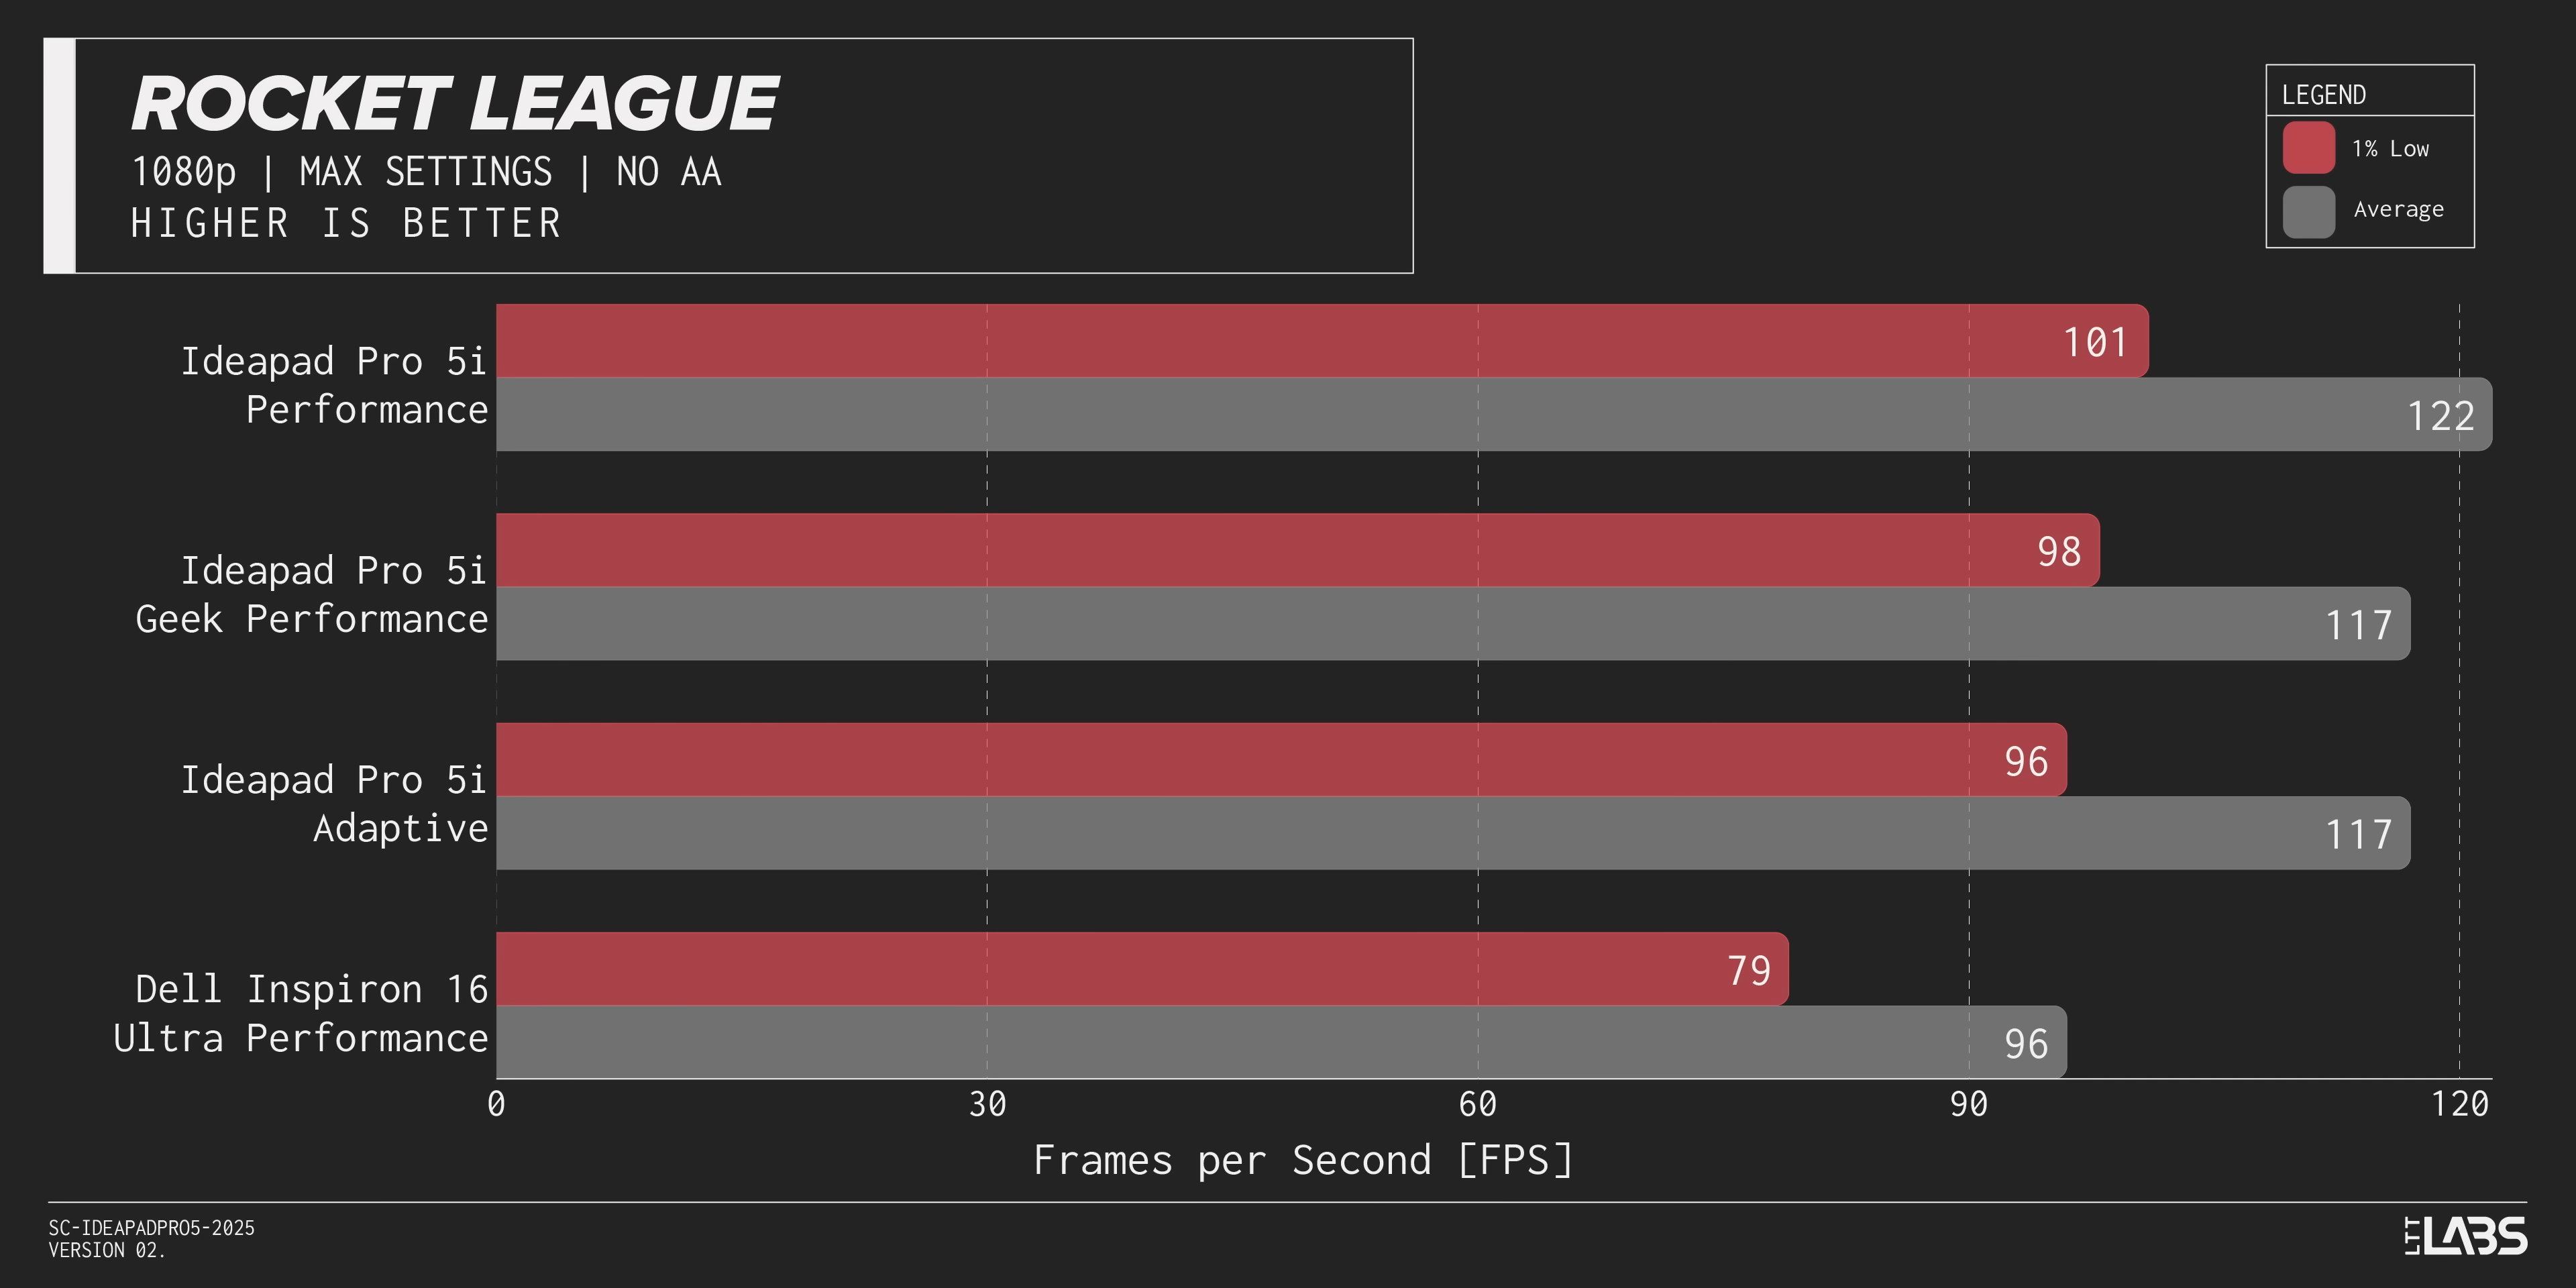 ROCKET LEAGUE
1080p | MAX SETTINGS | NO AA
HIGHER IS BETTER
LEGEND
1% Low
Average
Ideapad Pro 5i
Performance
101
122
Ideapad Pro 5i
Geek Performance
98
117
Ideapad Pro 5i
Adaptive
96
117
Dell Inspiron 16
Ultra Performance
79
96
0 30 60 90 120
Frames per Second [FPS]
SC-IDEAPADPRO5-2025
VERSION 02.
LTT LABS